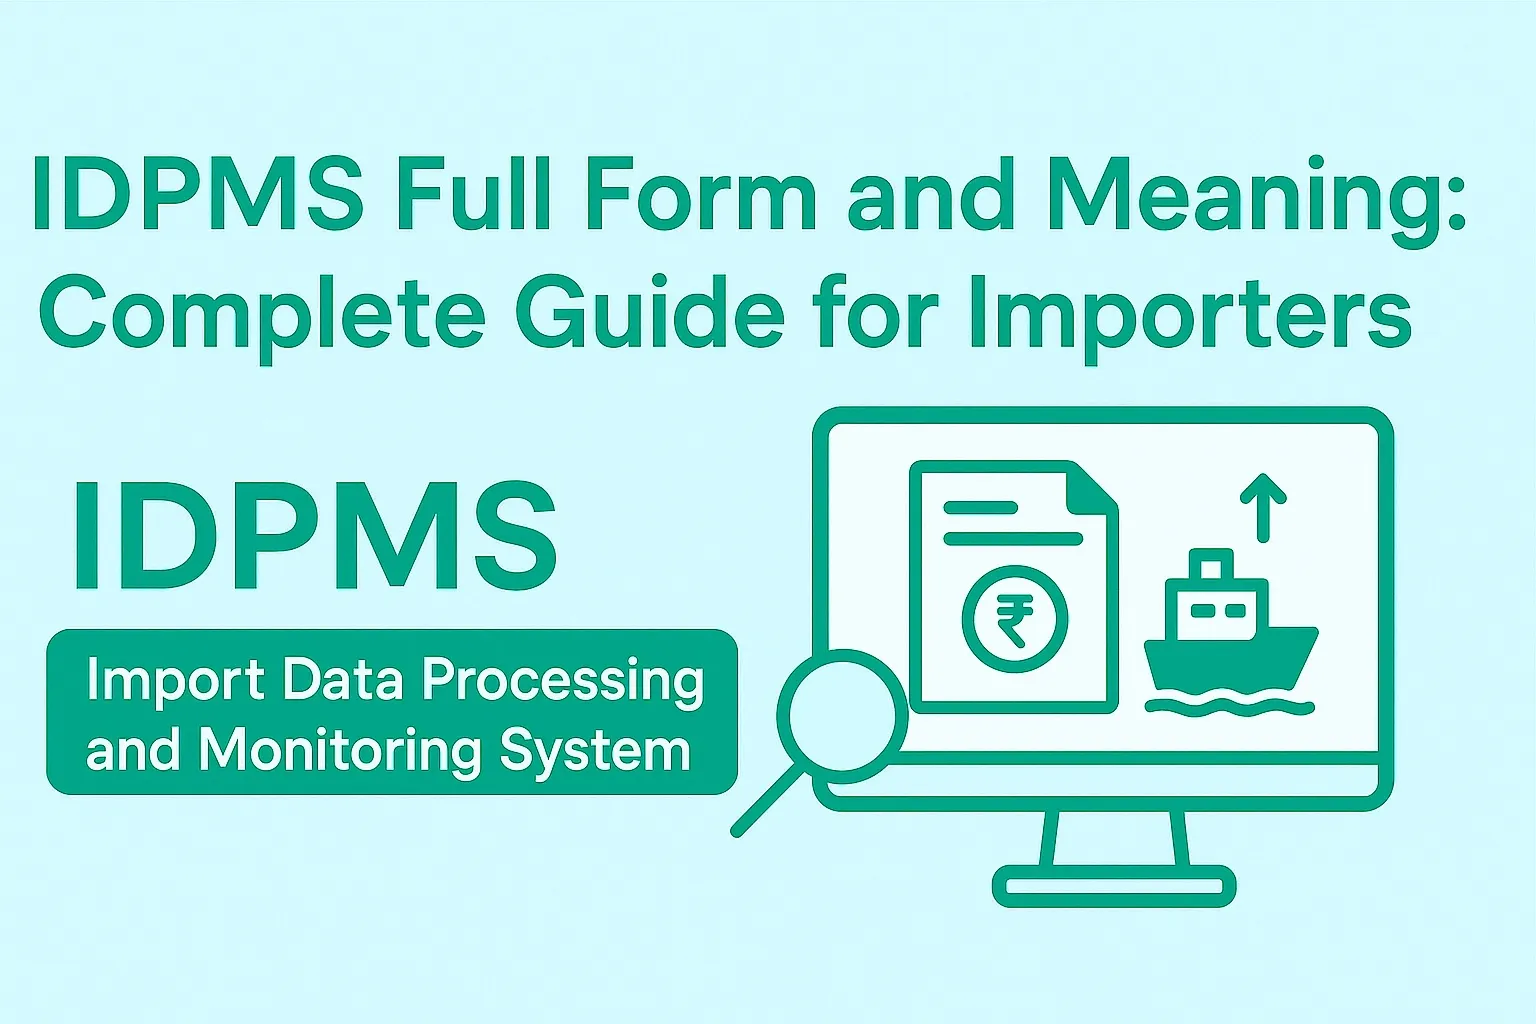 IDPMS Full Form and Meaning:
Complete Guide for Importers
IDPMS
Import Data Processing
and Monitoring System
₹